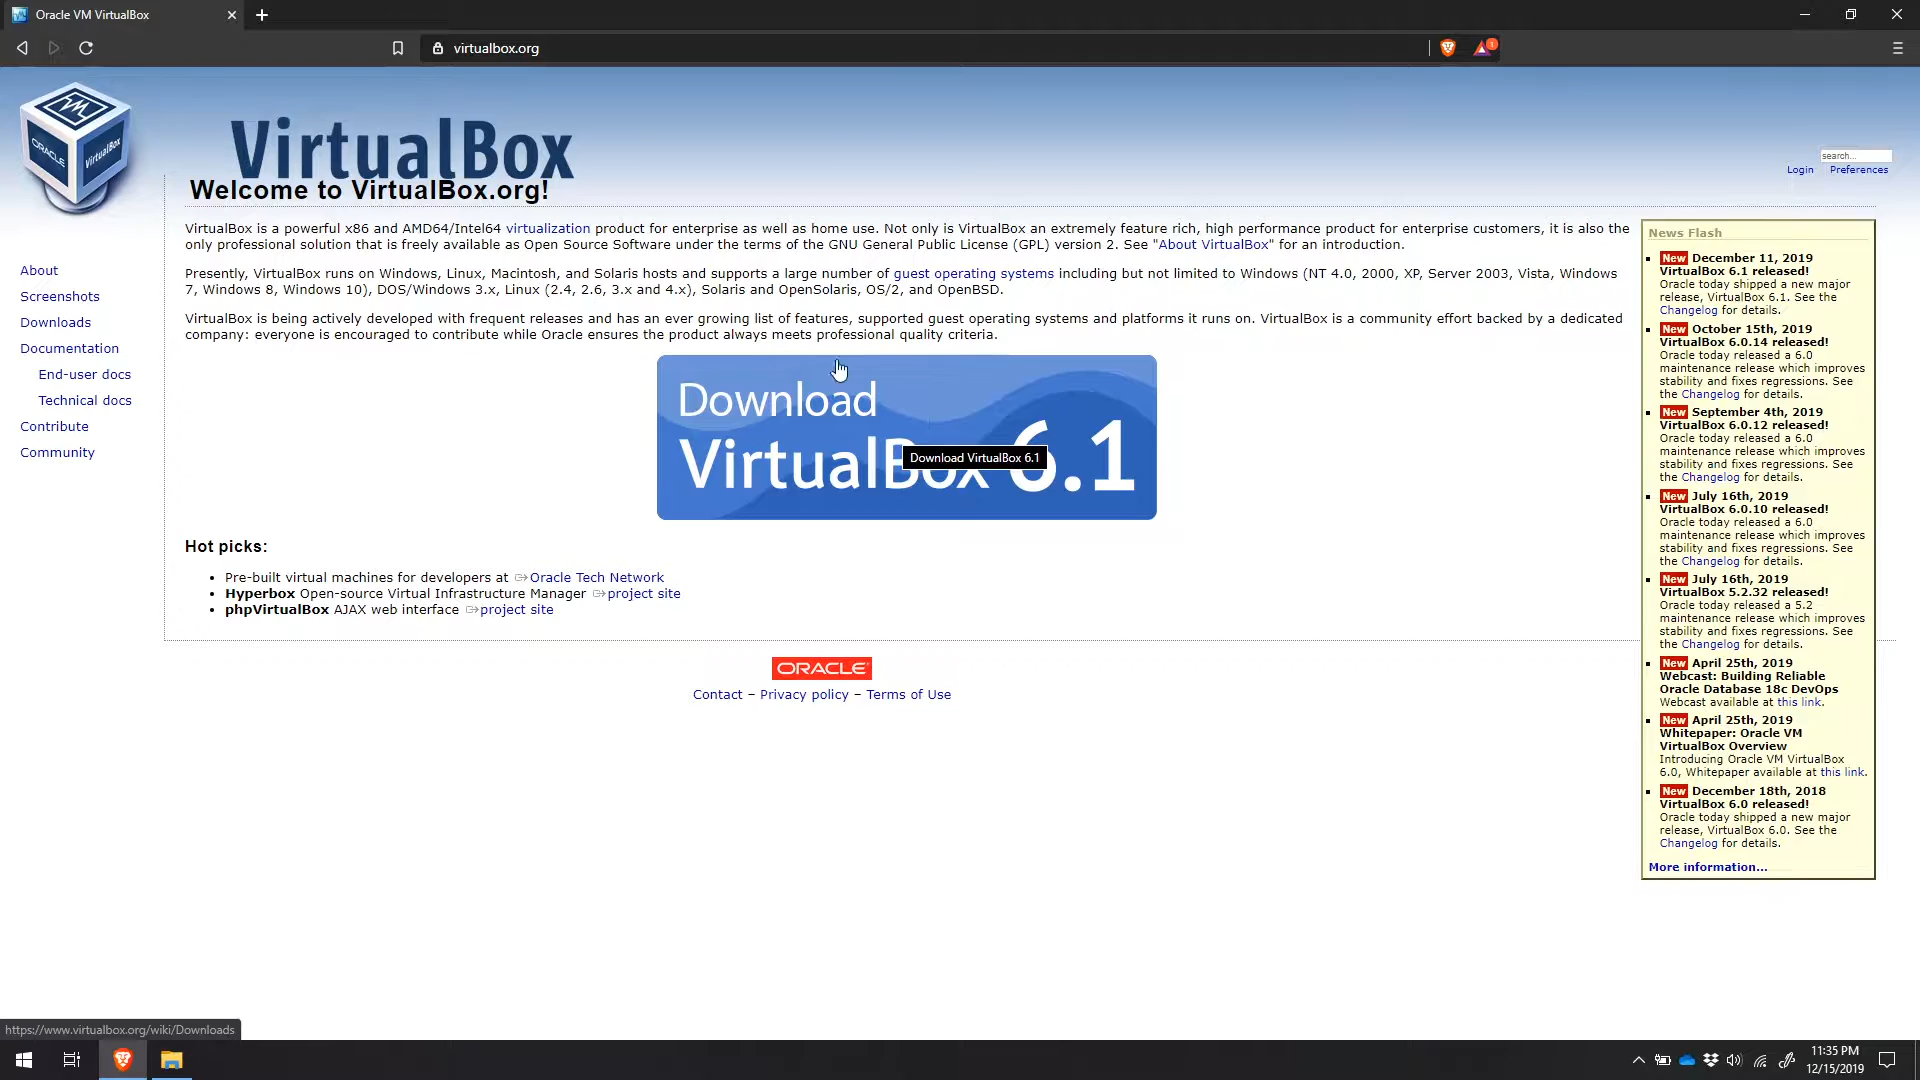 Oracle VM VirtualBox
virtualbox.org
1
ORACLE
VirtualBox
VirtualBox
search...
Login Preferences
Welcome to VirtualBox.org!
VirtualBox is a powerful x86 and AMD64/Intel64 virtualization product for enterprise as well as home use. Not only is VirtualBox an extremely feature rich, high performance product for enterprise customers, it is also the
only professional solution that is freely available as Open Source Software under the terms of the GNU General Public License (GPL) version 2. See "About VirtualBox" for an introduction.
Presently, VirtualBox runs on Windows, Linux, Macintosh, and Solaris hosts and supports a large number of guest operating systems including but not limited to Windows (NT 4.0, 2000, XP, Server 2003, Vista, Windows
7, Windows 8, Windows 10), DOS/Windows 3.x, Linux (2.4, 2.6, 3.x and 4.x), Solaris and OpenSolaris, OS/2, and OpenBSD.
VirtualBox is being actively developed with frequent releases and has an ever growing list of features, supported guest operating systems and platforms it runs on. VirtualBox is a community effort backed by a dedicated
company: everyone is encouraged to contribute while Oracle ensures the product always meets professional quality criteria.
About
Screenshots
Downloads
Documentation
End-user docs
Technical docs
Contribute
Community
Download
VirtualBox 6.1
Download VirtualBox 6.1
Hot picks:
Pre-built virtual machines for developers at Oracle Tech Network
Hyperbox Open-source Virtual Infrastructure Manager project site
phpVirtualBox AJAX web interface project site
ORACLE
Contact – Privacy policy – Terms of Use
News Flash
New December 11, 2019
VirtualBox 6.1 released!
Oracle today shipped a new major
release, VirtualBox 6.1. See the
Changelog for details.
New October 15th, 2019
VirtualBox 6.0.14 released!
Oracle today released a 6.0
maintenance release which improves
stability and fixes regressions. See
the Changelog for details.
New September 4th, 2019
VirtualBox 6.0.12 released!
Oracle today released a 6.0
maintenance release which improves
stability and fixes regressions. See
the Changelog for details.
New July 16th, 2019
VirtualBox 6.0.10 released!
Oracle today released a 6.0
maintenance release which improves
stability and fixes regressions. See
the Changelog for details.
New July 16th, 2019
VirtualBox 5.2.32 released!
Oracle today released a 5.2
maintenance release which improves
stability and fixes regressions. See
the Changelog for details.
New April 25th, 2019
Webcast: Building Reliable
Oracle Database 18c DevOps
Webcast available at this link.
New April 25th, 2019
Whitepaper: Oracle VM
VirtualBox Overview
Introducing Oracle VM VirtualBox
6.0, Whitepaper available at this link.
New December 18th, 2018
VirtualBox 6.0 released!
Oracle today shipped a new major
release, VirtualBox 6.0. See the
Changelog for details.
More information...
https://www.virtualbox.org/wiki/Downloads
11:35 PM
12/15/2019